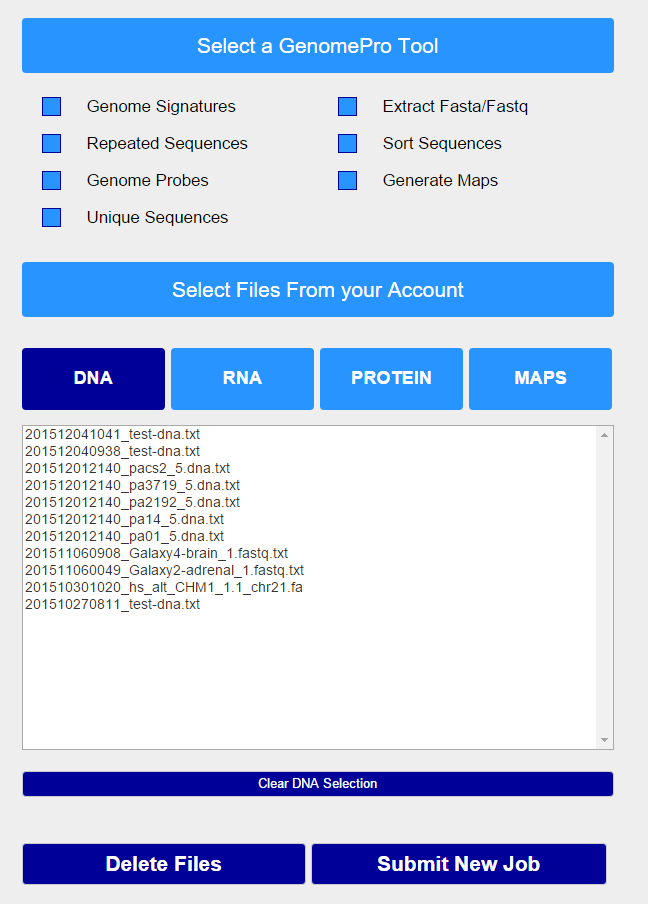 Select a GenomePro Tool
Genome Signatures
Extract Fasta/Fastq
Repeated Sequences
Sort Sequences
Genome Probes
Generate Maps
Unique Sequences
Select Files From your Account
DNA
RNA
PROTEIN
MAPS
201512041041_test-dna.txt
201512040938_test-dna.txt
201512012140_pacs2_5.dna.txt
201512012140_pa3719_5.dna.txt
201512012140_pa2192_5.dna.txt
201512012140_pa14_5.dna.txt
201512012140_pa01_5.dna.txt
201511060908_Galaxy4-brain_1.fastq.txt
201511060049_Galaxy2-adrenal_1.fastq.txt
201510301020_hs_alt_CHM1_1.1_chr21.fa
201510270811_test-dna.txt
Clear DNA Selection
Delete Files
Submit New Job